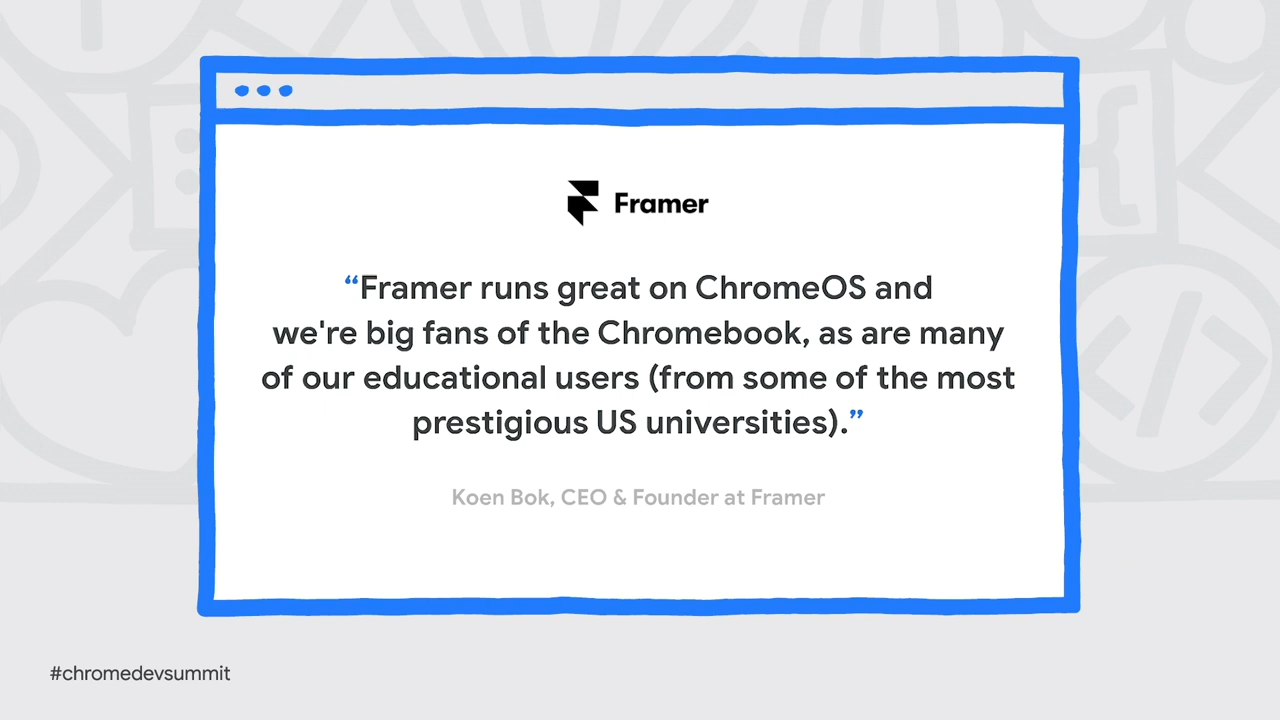 Framer
“Framer runs great on ChromeOS and
we're big fans of the Chromebook, as are many
of our educational users (from some of the most
prestigious US universities).”
Koen Bok, CEO & Founder at Framer
#chromedevsummit